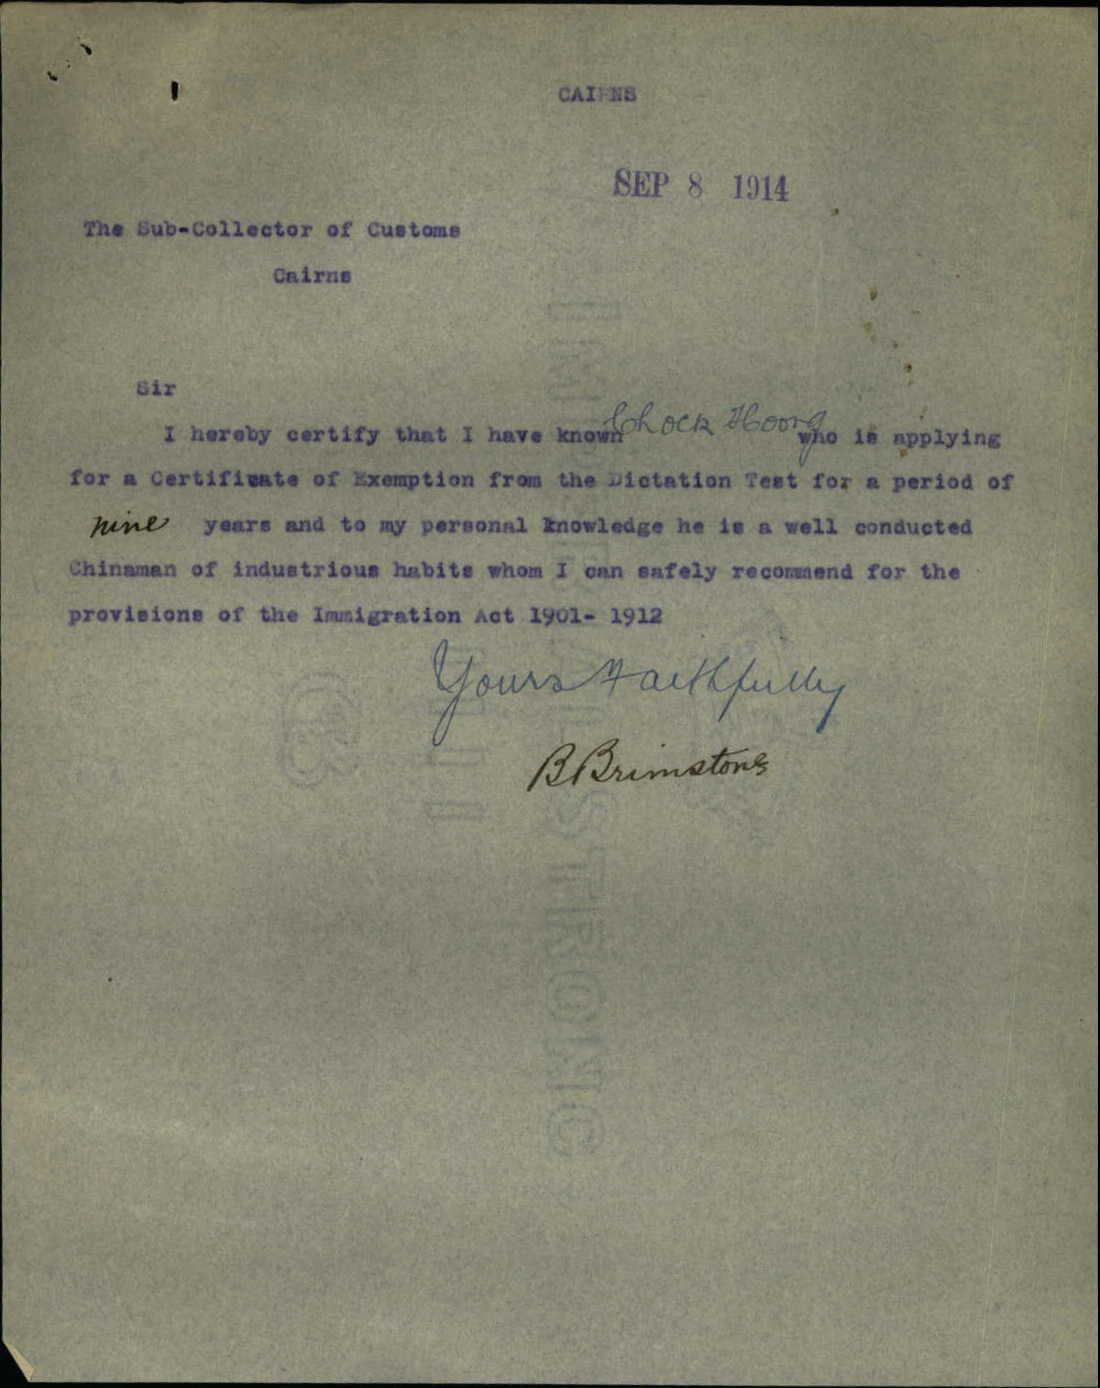 CAIRNS
SEP 8 1914
The Sub-Collector of Customs
Cairns
Sir
I hereby certify that I have known Chock Hoong who is applying
for a Certificate of Exemption from the Dictation Test for a period of
nine years and to my personal knowledge he is a well conducted
Chinaman of industrious habits whom I can safely recommend for the
provisions of the Immigration Act 1901- 1912
Yours Faithfully
B Brimstone